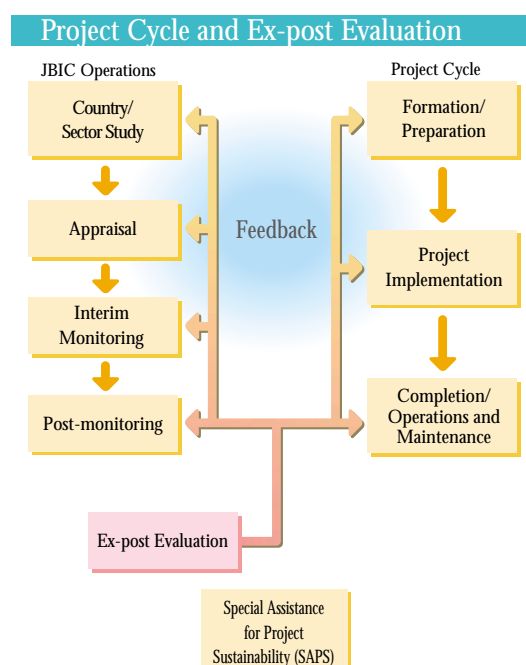 Project Cycle and Ex-post Evaluation
JBIC Operations
Country/
Sector Study
Appraisal
Interim
Monitoring
Post-monitoring
Feedback
Project Cycle
Formation/
Preparation
Project
Implementation
Completion/
Operations and
Maintenance
Ex-post Evaluation
Special Assistance
for Project
Sustainability (SAPS)